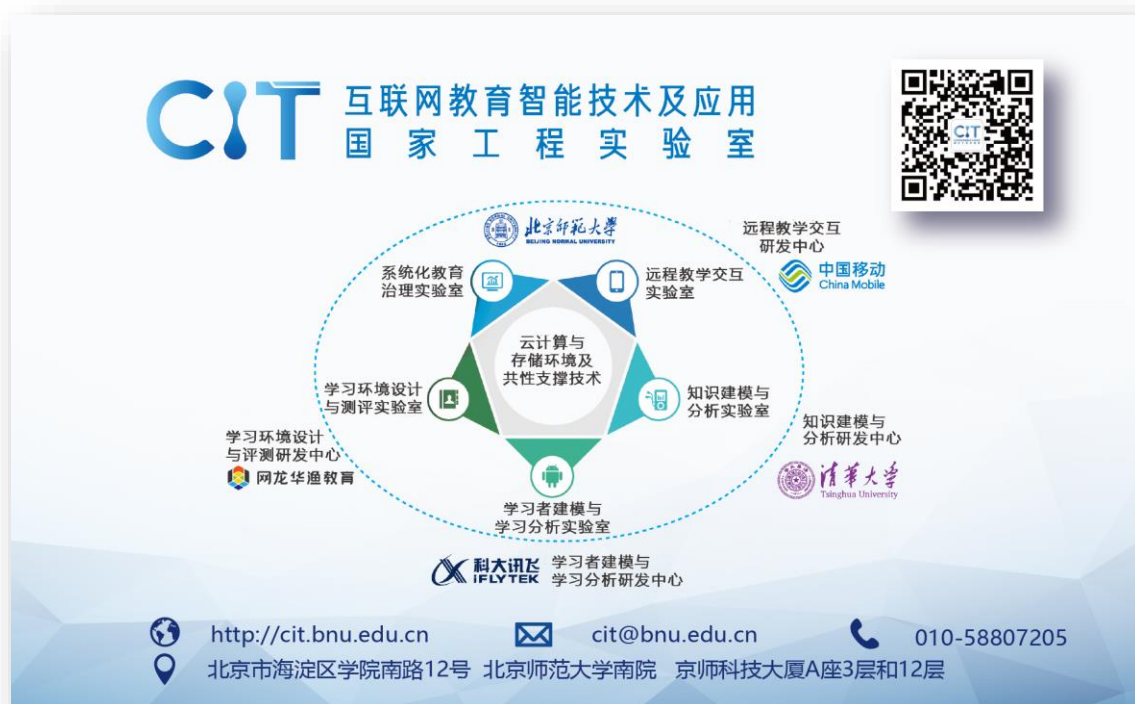 CIT
互联网教育智能技术及应用
国家工程实验室
CIT
北京师范大学
BEIJING NORMAL UNIVERSITY
远程教学交互
研发中心
中国移动
China Mobile
系统化教育
治理实验室
远程教学交互
实验室
云计算与
存储环境及
共性支撑技术
学习环境设计
与测评实验室
知识建模与
分析实验室
学习环境设计
与评测研发中心
网龙华渔教育
知识建模与
分析研发中心
清华大学
Tsinghua University
学习者建模与
学习分析实验室
科大讯飞
iFLYTEK
学习者建模与
学习分析研发中心
http://cit.bnu.edu.cn
cit@bnu.edu.cn
010-58807205
北京市海淀区学院南路12号 北京师范大学南院 京师科技大厦A座3层和12层